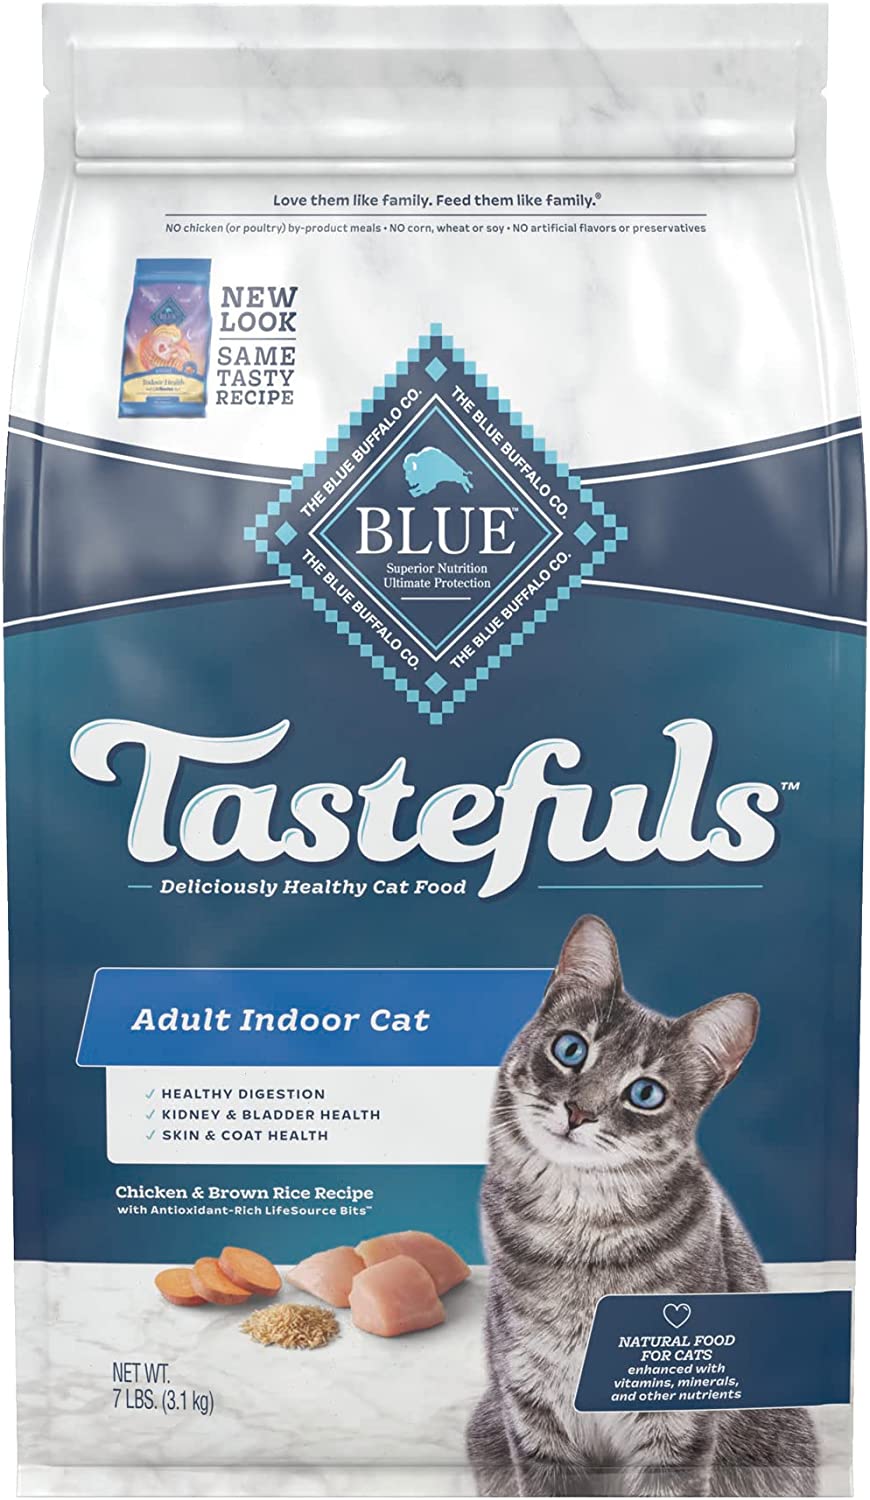 Love them like family. Feed them like family.®
NO chicken (or poultry) by-product meals • NO corn, wheat or soy • NO artificial flavors or preservatives
NEW
LOOK
SAME
TASTY
RECIPE
BLUE
Indoor Health
THE BLUE BUFFALO CO.
THE BLUE BUFFALO CO.
BLUE™
Superior Nutrition
Ultimate Protection
THE BLUE BUFFALO CO.
THE BLUE BUFFALO CO.
Tastefuls™
Deliciously Healthy Cat Food
Adult Indoor Cat
✓ HEALTHY DIGESTION
✓ KIDNEY & BLADDER HEALTH
✓ SKIN & COAT HEALTH
Chicken & Brown Rice Recipe
with Antioxidant-Rich LifeSource Bits™
NATURAL FOOD
FOR CATS
enhanced with
vitamins, minerals,
and other nutrients
NET WT.
7 LBS. (3.1 kg)